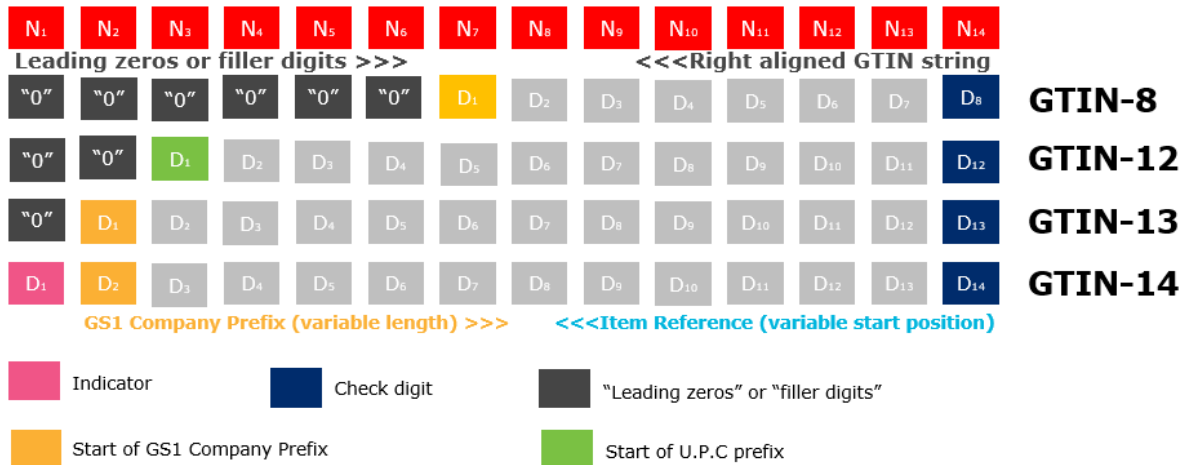 N₁ N₂ N₃ N₄ N₅ N₆ N₇ N₈ N₉ N₁₀ N₁₁ N₁₂ N₁₃ N₁₄
Leading zeros or filler digits >>> <<<Right aligned GTIN string
“0” “0” “0” “0” “0” “0” D₁ D₂ D₃ D₄ D₅ D₆ D₇ D₈ GTIN-8
“0” “0” D₁ D₂ D₃ D₄ D₅ D₆ D₇ D₈ D₉ D₁₀ D₁₁ D₁₂ GTIN-12
“0” D₁ D₂ D₃ D₄ D₅ D₆ D₇ D₈ D₉ D₁₀ D₁₁ D₁₂ D₁₃ GTIN-13
D₁ D₂ D₃ D₄ D₅ D₆ D₇ D₈ D₉ D₁₀ D₁₁ D₁₂ D₁₃ D₁₄ GTIN-14
GS1 Company Prefix (variable length) >>> <<<Item Reference (variable start position)
Indicator Check digit “Leading zeros” or “filler digits”
Start of GS1 Company Prefix Start of U.P.C prefix